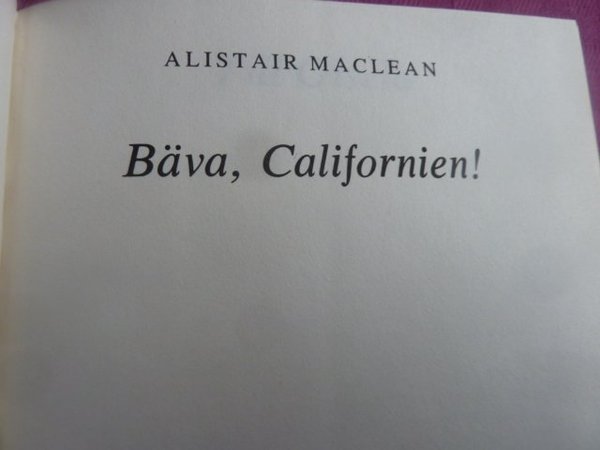 ALISTAIR MACLEAN
Bäva, Californien!